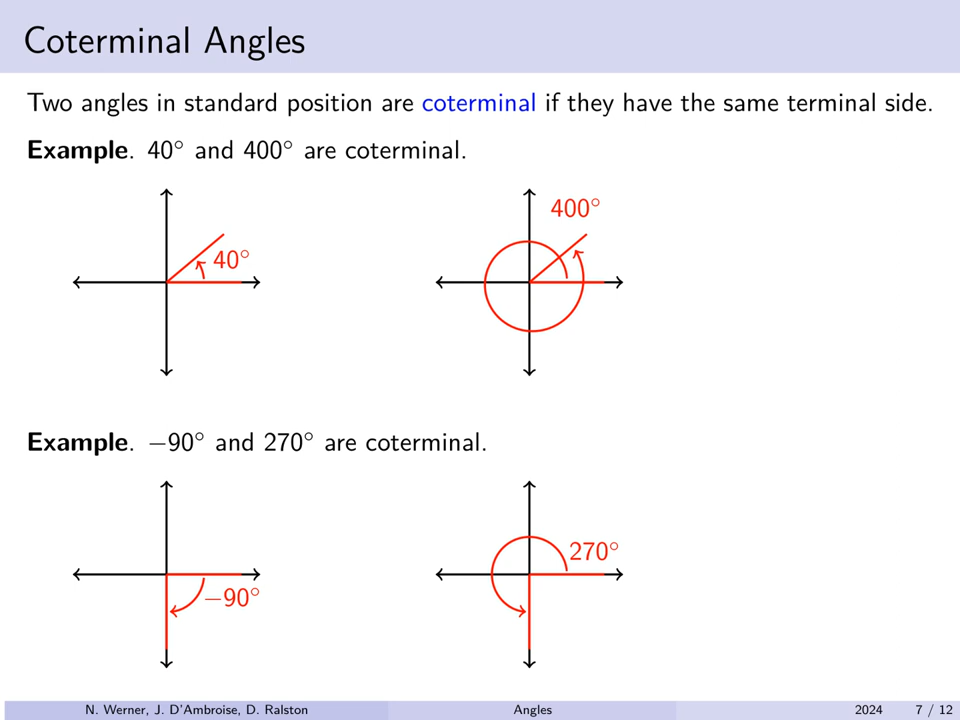 Coterminal Angles
Two angles in standard position are coterminal if they have the same terminal side.
Example. 40° and 400° are coterminal.
40°
400°
Example. −90° and 270° are coterminal.
−90°
270°
N. Werner, J. D'Ambroise, D. Ralston Angles 2024 7 / 12